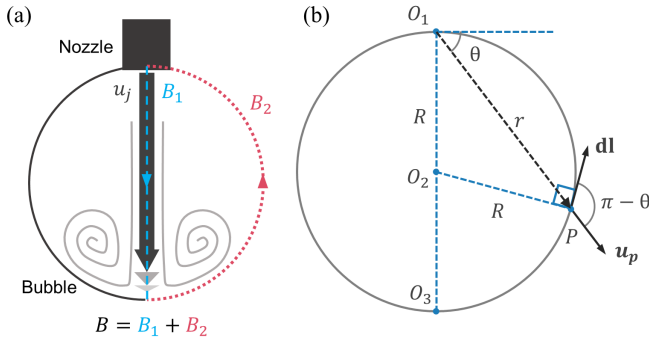 (a)
Nozzle
u_j
B_1
B_2
Bubble
B = B_1 + B_2
(b)
O_1
θ
R
r
dl
O_2
R
π − θ
P
u_p
O_3